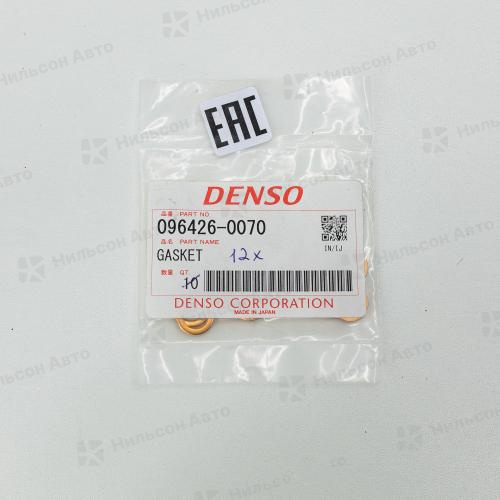 EAC
DENSO
品番 PART NO
096426-0070
品名 PART NAME
GASKET 12x
IN/IJ
数量 QT
10
DENSO CORPORATION
MADE IN JAPAN
Нильсон Авто